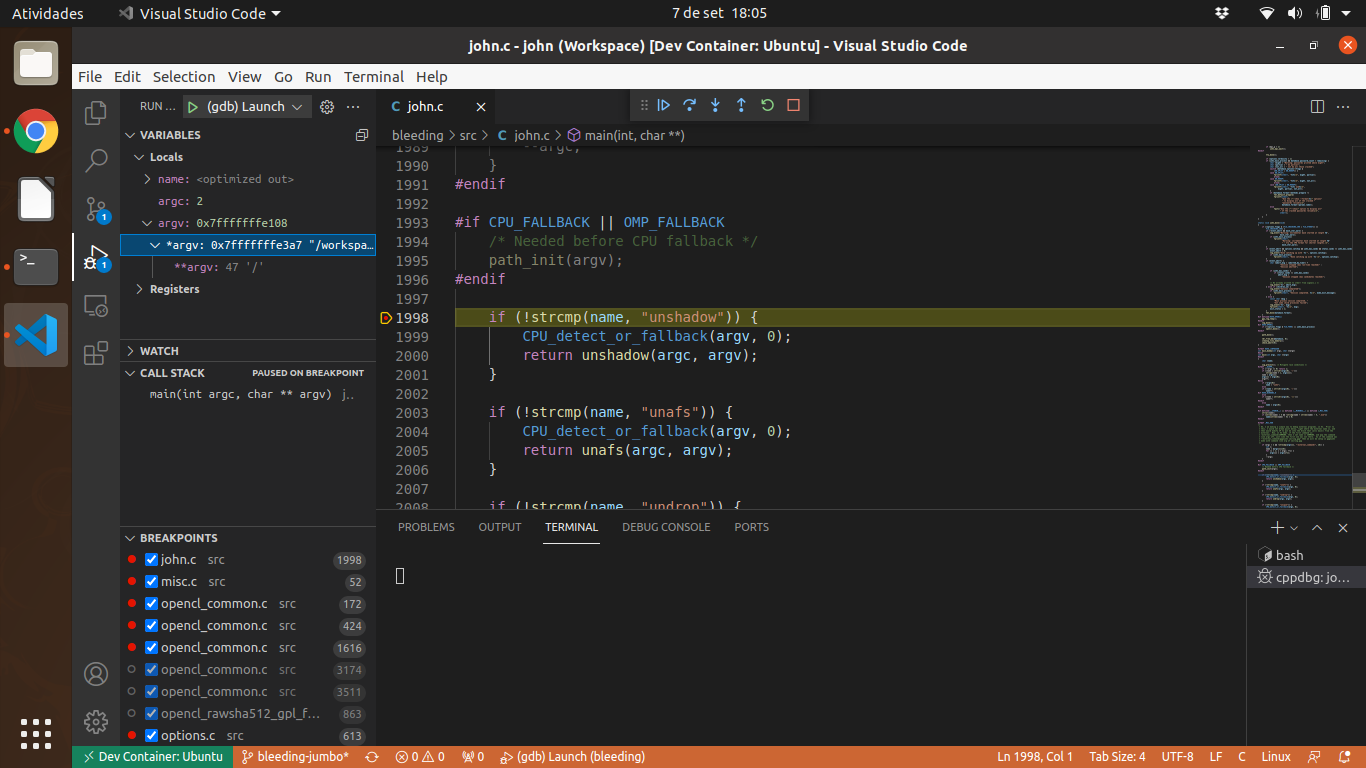 Atividades
Visual Studio Code
7 de set 18:05
john.c - john (Workspace) [Dev Container: Ubuntu] - Visual Studio Code
File Edit Selection View Go Run Terminal Help
RUN ... (gdb) Launch
VARIABLES
Locals
name: <optimized out>
argc: 2
argv: 0x7fffffffe108
*argv: 0x7fffffffe3a7 "/workspa...
**argv: 47 '/'
Registers
WATCH
CALL STACK PAUSED ON BREAKPOINT
main(int argc, char ** argv) j..
BREAKPOINTS
john.c src 1998
misc.c src 52
opencl_common.c src 172
opencl_common.c src 424
opencl_common.c src 1616
opencl_common.c src 3174
opencl_common.c src 3511
opencl_rawsha512_gpl_f... 863
options.c src 613
1
1
C john.c
bleeding > src > C john.c > main(int, char **)
1989 **argc;
1990 }
1991 #endif
1992
1993 #if CPU_FALLBACK || OMP_FALLBACK
1994 /* Needed before CPU fallback */
1995 path_init(argv);
1996 #endif
1997
1998 if (!strcmp(name, "unshadow")) {
1999 CPU_detect_or_fallback(argv, 0);
2000 return unshadow(argc, argv);
2001 }
2002
2003 if (!strcmp(name, "unafs")) {
2004 CPU_detect_or_fallback(argv, 0);
2005 return unafs(argc, argv);
2006 }
2007
2008 if (!strcmp(name, "undrop")) {
PROBLEMS OUTPUT TERMINAL DEBUG CONSOLE PORTS
bash
cppdbg: jo...
Dev Container: Ubuntu bleeding-jumbo* 0 0 0 (gdb) Launch (bleeding) Ln 1998, Col 1 Tab Size: 4 UTF-8 LF C Linux